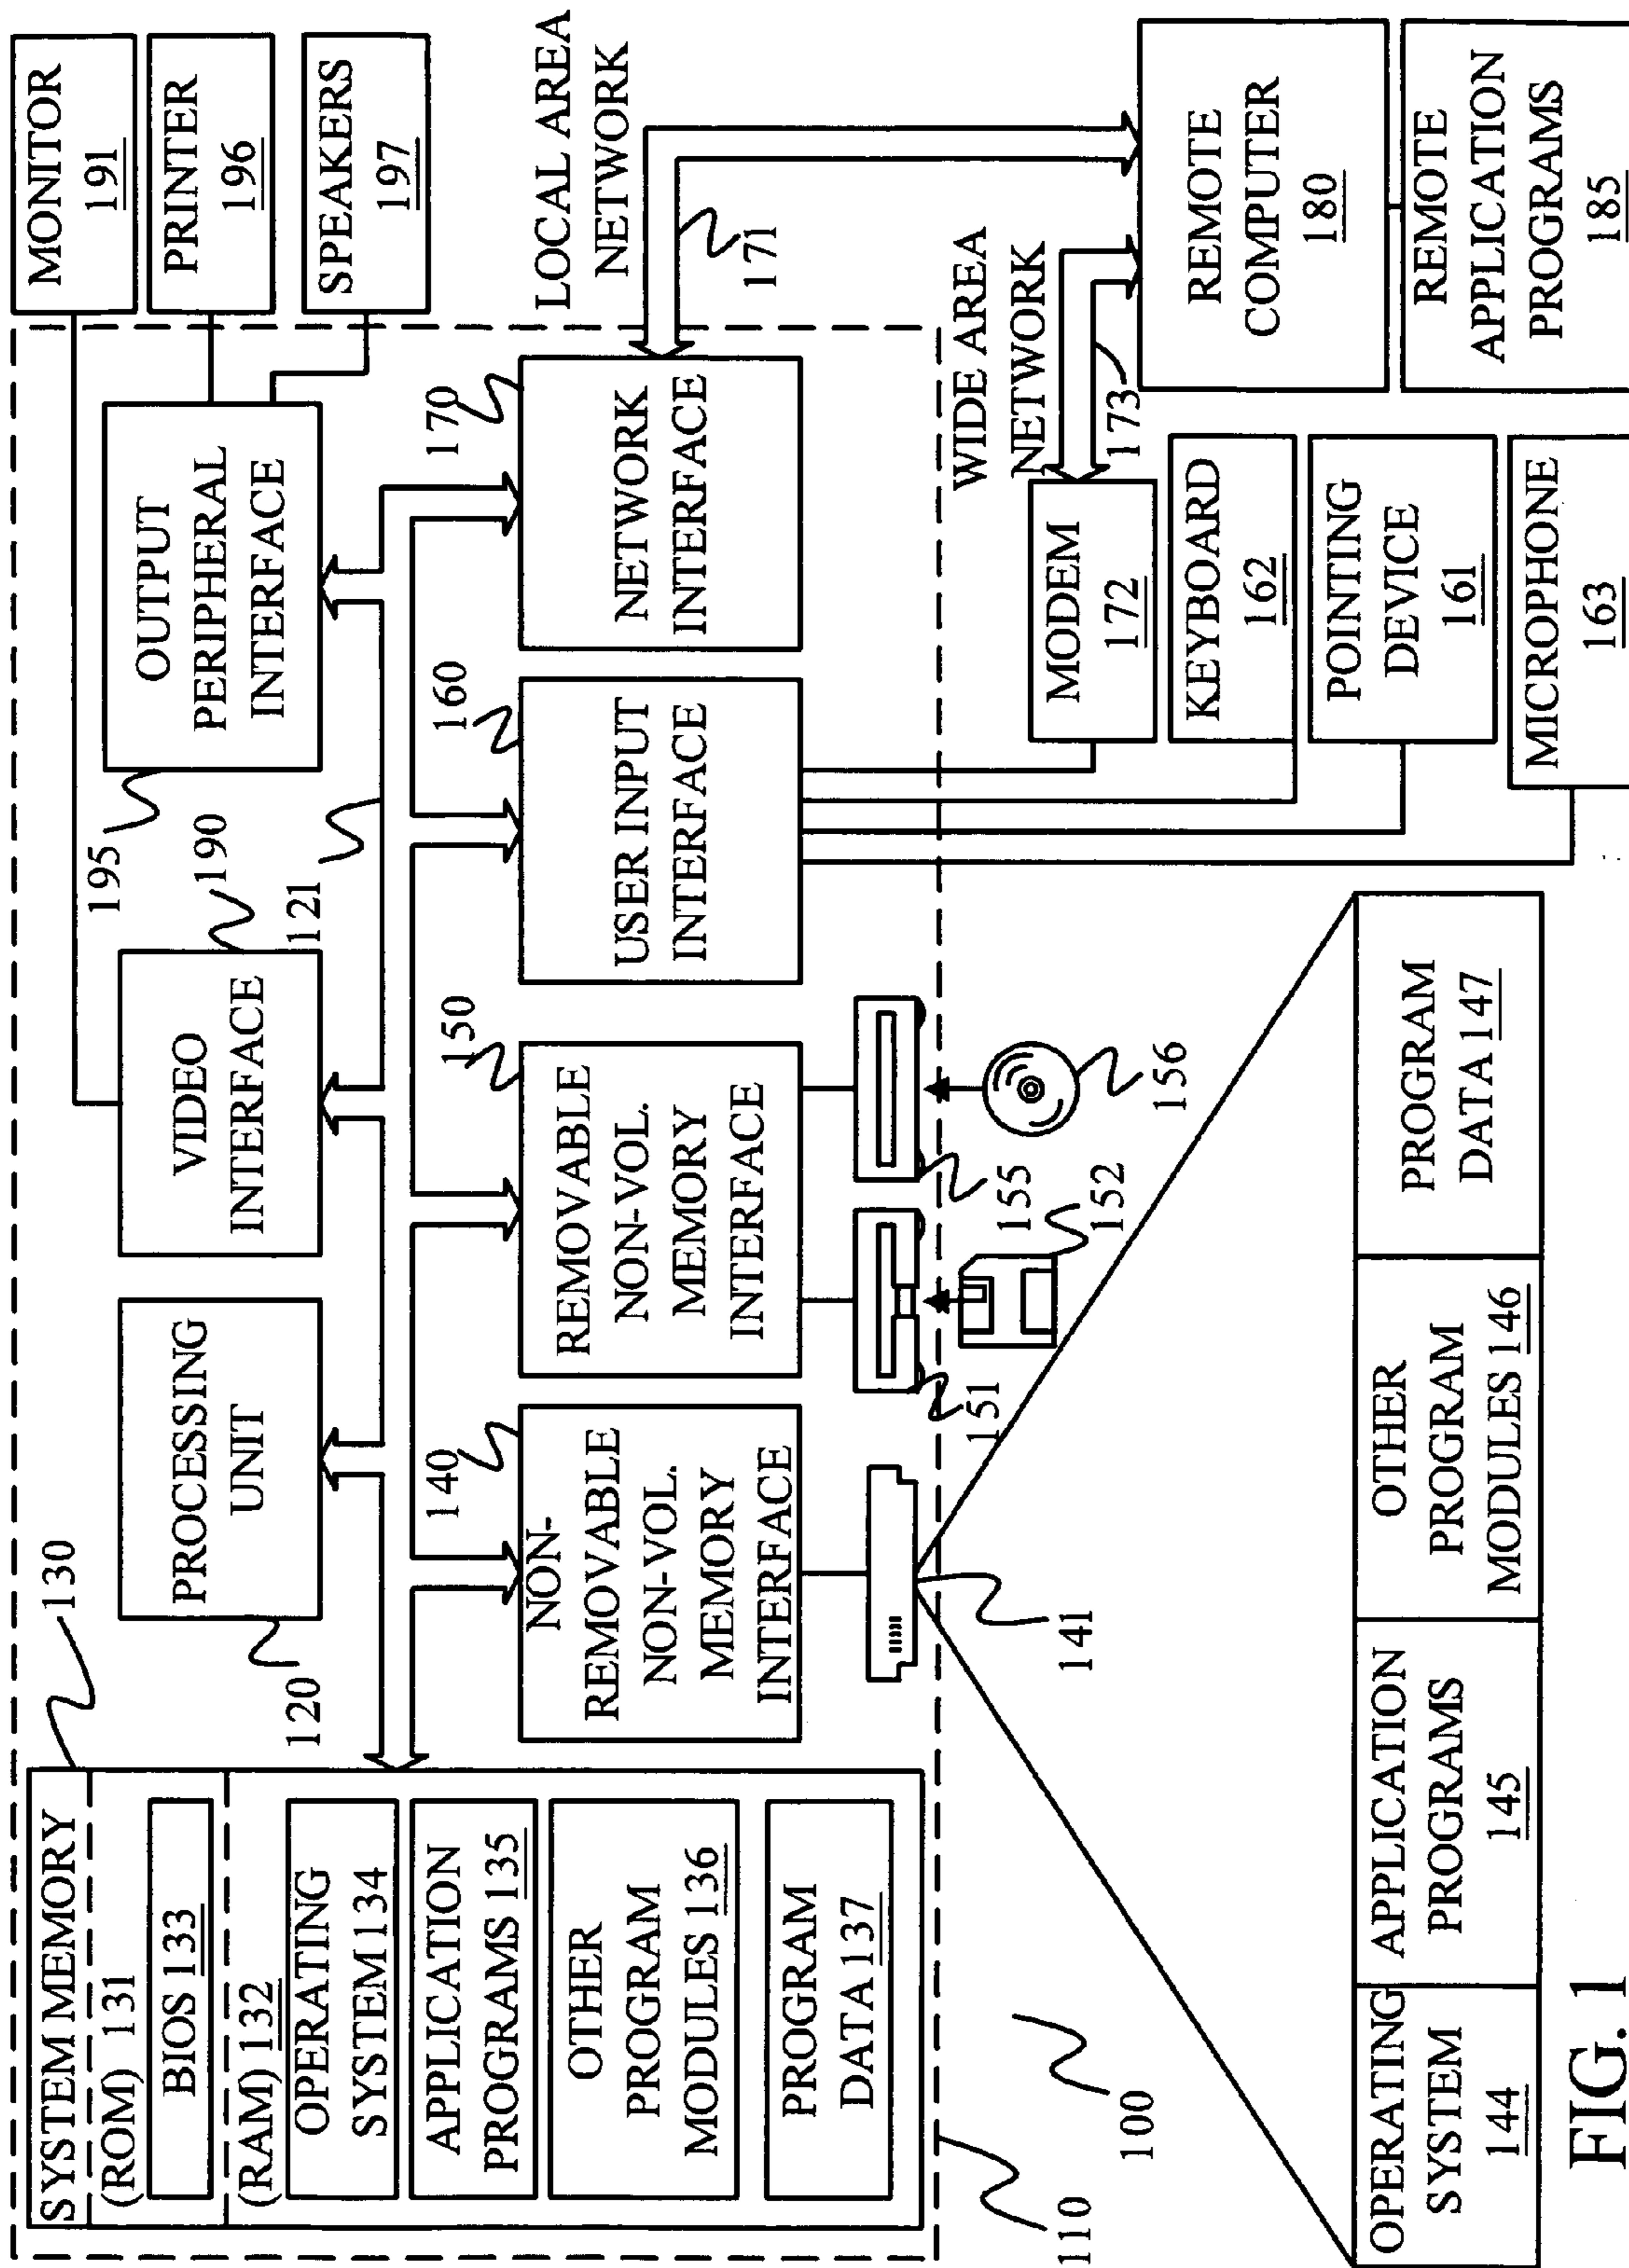 SYSTEM MEMORY
130
(ROM) 131
BIOS 133
(RAM) 132
OPERATING
SYSTEM 134
APPLICATION
PROGRAMS 135
OTHER
PROGRAM
MODULES 136
PROGRAM
DATA 137
PROCESSING
UNIT
120
VIDEO
INTERFACE
190
121
OUTPUT
PERIPHERAL
INTERFACE
195
MONITOR
191
PRINTER
196
SPEAKERS
197
NON-
REMOVABLE
NON-VOL.
MEMORY
INTERFACE
140
REMOVABLE
NON-VOL.
MEMORY
INTERFACE
150
USER INPUT
INTERFACE
160
NETWORK
INTERFACE
170
LOCAL AREA
NETWORK
171
141
151
152
155
156
WIDE AREA
NETWORK
173
MODEM
172
KEYBOARD
162
POINTING
DEVICE
161
MICROPHONE
163
REMOTE
COMPUTER
180
REMOTE
APPLICATION
PROGRAMS
185
110
100
OPERATING
SYSTEM
144
APPLICATION
PROGRAMS
145
OTHER
PROGRAM
MODULES 146
PROGRAM
DATA 147
FIG. 1